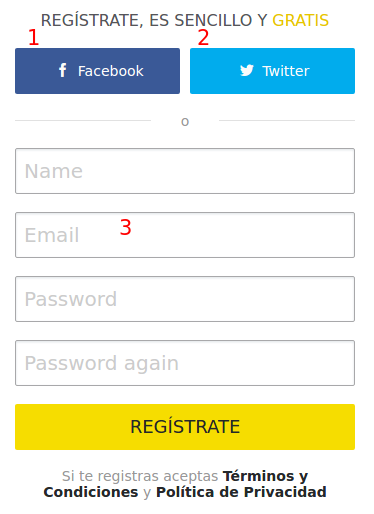 REGÍSTRATE, ES SENCILLO Y GRATIS
1
2
Facebook
Twitter
o
Name
Email
3
Password
Password again
REGÍSTRATE
Si te registras aceptas Términos y
Condiciones y Política de Privacidad